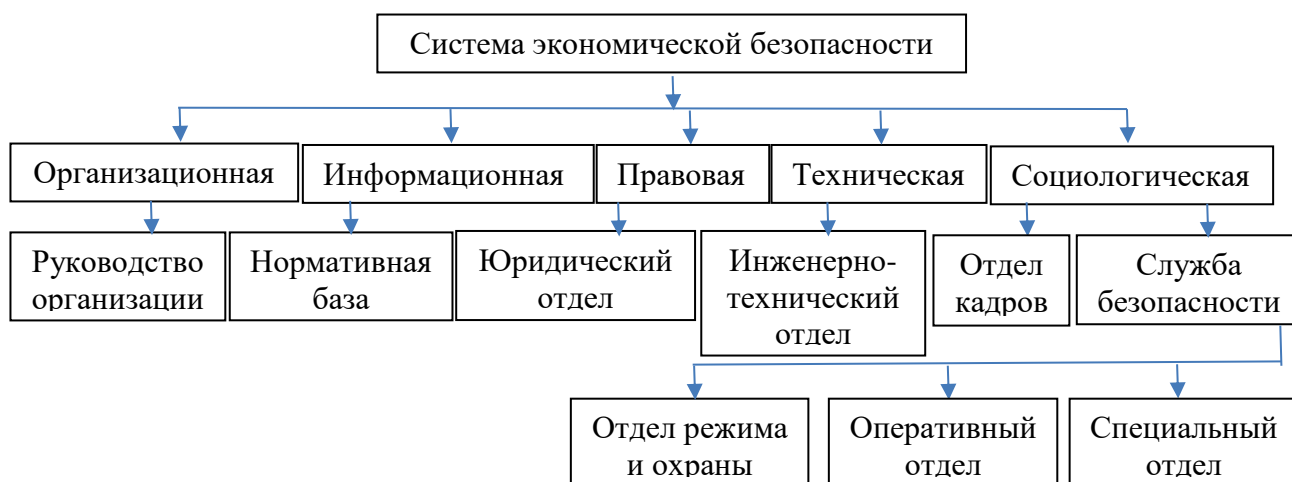 Система экономической безопасности
Организационная
Информационная
Правовая
Техническая
Социологическая
Руководство
организации
Нормативная
база
Юридический
отдел
Инженерно-
технический
отдел
Отдел
кадров
Служба
безопасности
Отдел режима
и охраны
Оперативный
отдел
Специальный
отдел